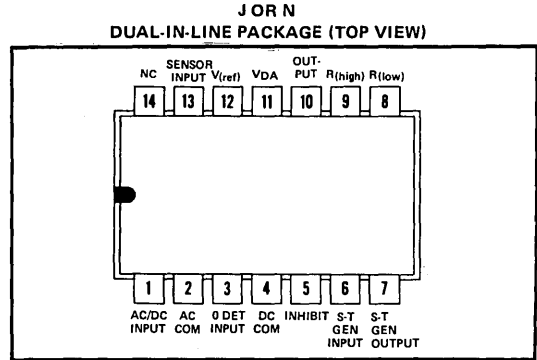 J OR N
DUAL-IN-LINE PACKAGE (TOP VIEW)
NC SENSOR INPUT V(ref) VDA OUT-PUT R(high) R(low)
14 13 12 11 10 9 8
1 2 3 4 5 6 7
AC/DC INPUT AC COM 0 DET INPUT DC COM INHIBIT S-T GEN INPUT S-T GEN OUTPUT